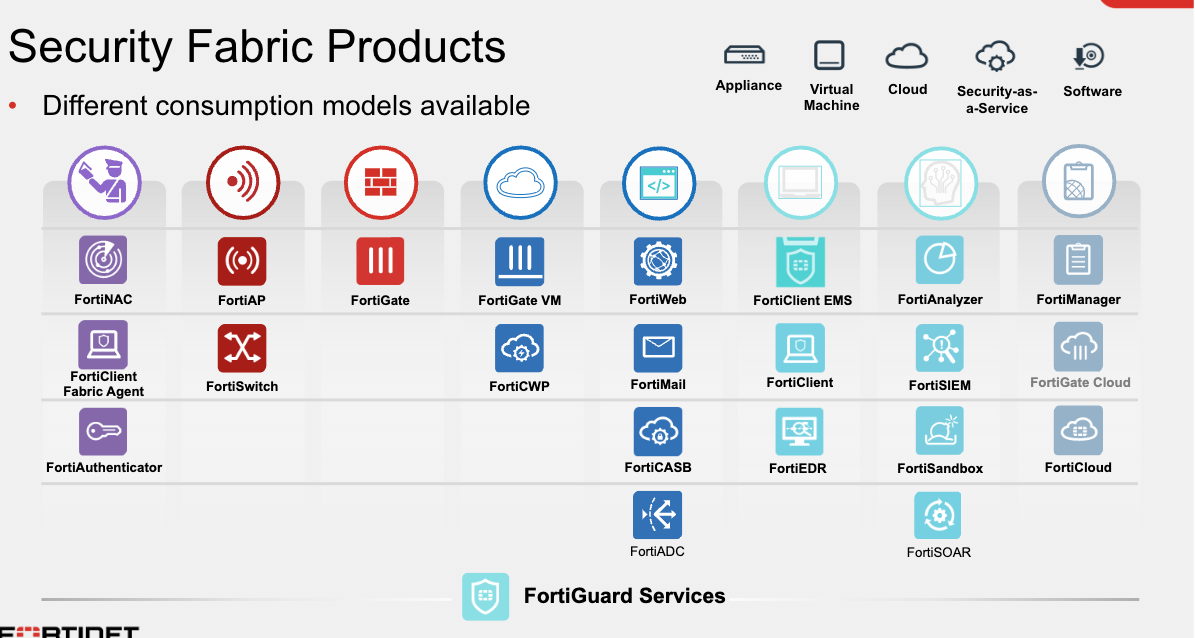 Security Fabric Products
• Different consumption models available
Appliance
Virtual
Machine
Cloud
Security-as-
a-Service
Software
FortiNAC
FortiAP
FortiGate
FortiGate VM
FortiWeb
FortiClient EMS
FortiAnalyzer
FortiManager
FortiClient
Fabric Agent
FortiSwitch
FortiCWP
FortiMail
FortiClient
FortiSIEM
FortiGate Cloud
FortiAuthenticator
FortiCASB
FortiEDR
FortiSandbox
FortiCloud
FortiADC
FortiSOAR
FortiGuard Services
FORTINET